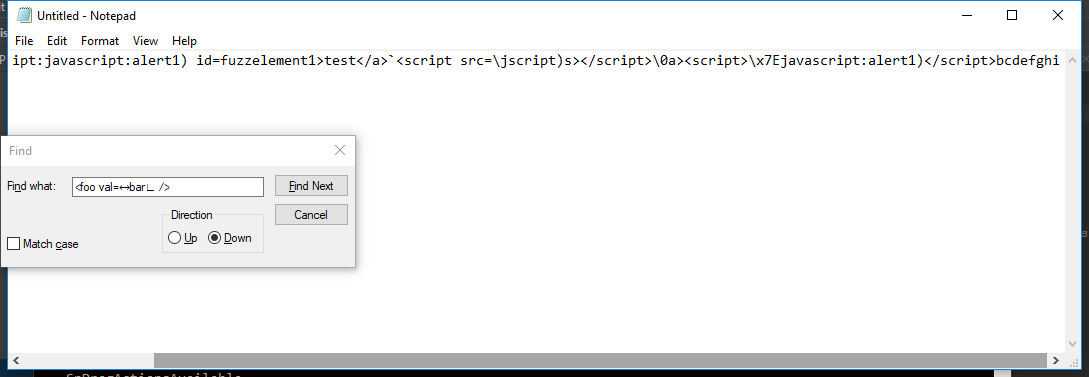 Untitled - Notepad
File Edit Format View Help
ipt:javascript:alert1) id=fuzzelement1>test</a>`<script src=\jscript)s></script>\0a><script>\x7Ejavascript:alert1)</script>bcdefghi
Find
Find what: <foo val=↔bar∟ /> Find Next
Direction Cancel
Up Down
Match case